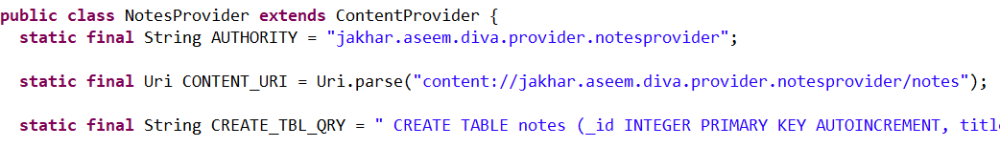 public class NotesProvider extends ContentProvider {
static final String AUTHORITY = "jakhar.aseem.diva.provider.notesprovider";
static final Uri CONTENT_URI = Uri.parse("content://jakhar.aseem.diva.provider.notesprovider/notes");
static final String CREATE_TBL_QRY = " CREATE TABLE notes (_id INTEGER PRIMARY KEY AUTOINCREMENT, title